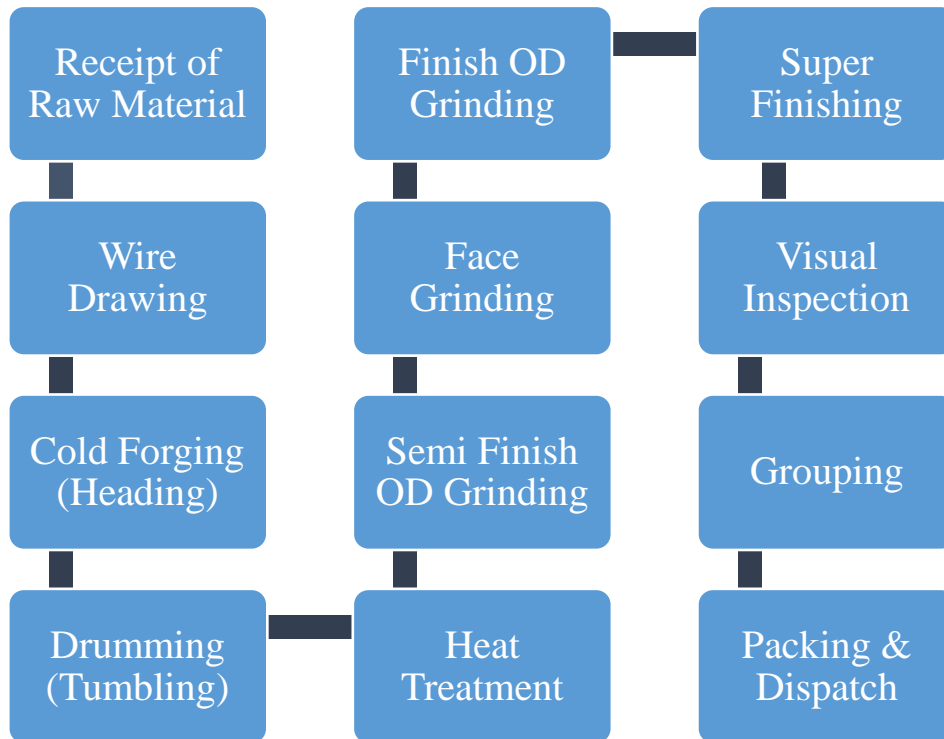 Receipt of
Raw Material
Wire
Drawing
Cold Forging
(Heading)
Drumming
(Tumbling)
Heat
Treatment
Semi Finish
OD Grinding
Face
Grinding
Finish OD
Grinding
Super
Finishing
Visual
Inspection
Grouping
Packing &
Dispatch